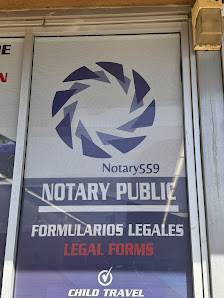 Notary559
NOTARY PUBLIC
FORMULARIOS LEGALES
LEGAL FORMS
CHILD TRAVEL